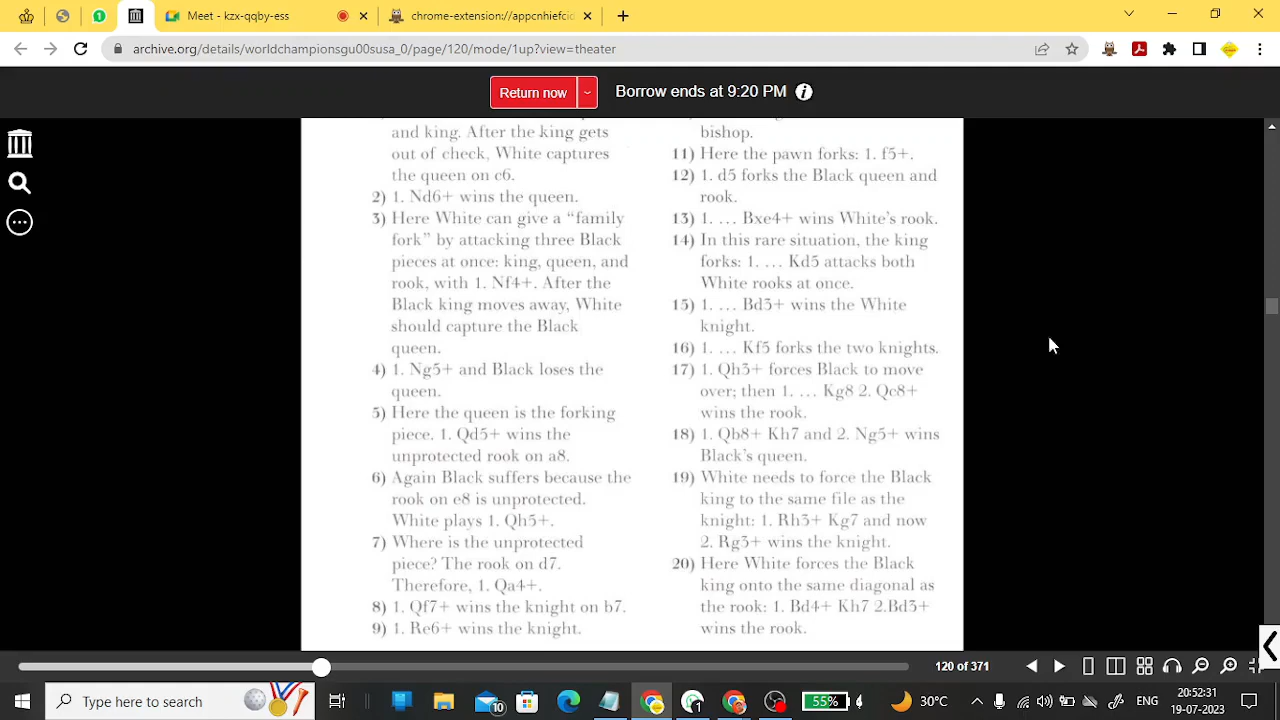 Meet - kzx-qqby-ess
chrome-extension://appcnhiefcid
archive.org/details/worldchampionsgu00susa_0/page/120/mode/1up?view=theater
Return now
Borrow ends at 9:20 PM
and king. After the king gets
out of check, White captures
the queen on c6.
2) 1. Nd6+ wins the queen.
3) Here White can give a “family
fork” by attacking three Black
pieces at once: king, queen, and
rook, with 1. Nf4+. After the
Black king moves away, White
should capture the Black
queen.
4) 1. Ng5+ and Black loses the
queen.
5) Here the queen is the forking
piece. 1. Qd5+ wins the
unprotected rook on a8.
6) Again Black suffers because the
rook on e8 is unprotected.
White plays 1. Qh5+.
7) Where is the unprotected
piece? The rook on d7.
Therefore, 1. Qa4+.
8) 1. Qf7+ wins the knight on b7.
9) 1. Re6+ wins the knight.
bishop.
11) Here the pawn forks: 1. f5+.
12) 1. d5 forks the Black queen and
rook.
13) 1. ... Bxe4+ wins White's rook.
14) In this rare situation, the king
forks: 1. ... Kd5 attacks both
White rooks at once.
15) 1. ... Bd3+ wins the White
knight.
16) 1. ... Kf5 forks the two knights.
17) 1. Qh3+ forces Black to move
over; then 1. ... Kg8 2. Qc8+
wins the rook.
18) 1. Qb8+ Kh7 and 2. Ng5+ wins
Black's queen.
19) White needs to force the Black
king to the same file as the
knight: 1. Rh3+ Kg7 and now
2. Rg3+ wins the knight.
20) Here White forces the Black
king onto the same diagonal as
the rook: 1. Bd4+ Kh7 2.Bd3+
wins the rook.
120 of 371
Type here to search
10
55%
30°C
ENG
20:52:31
19-07-2023